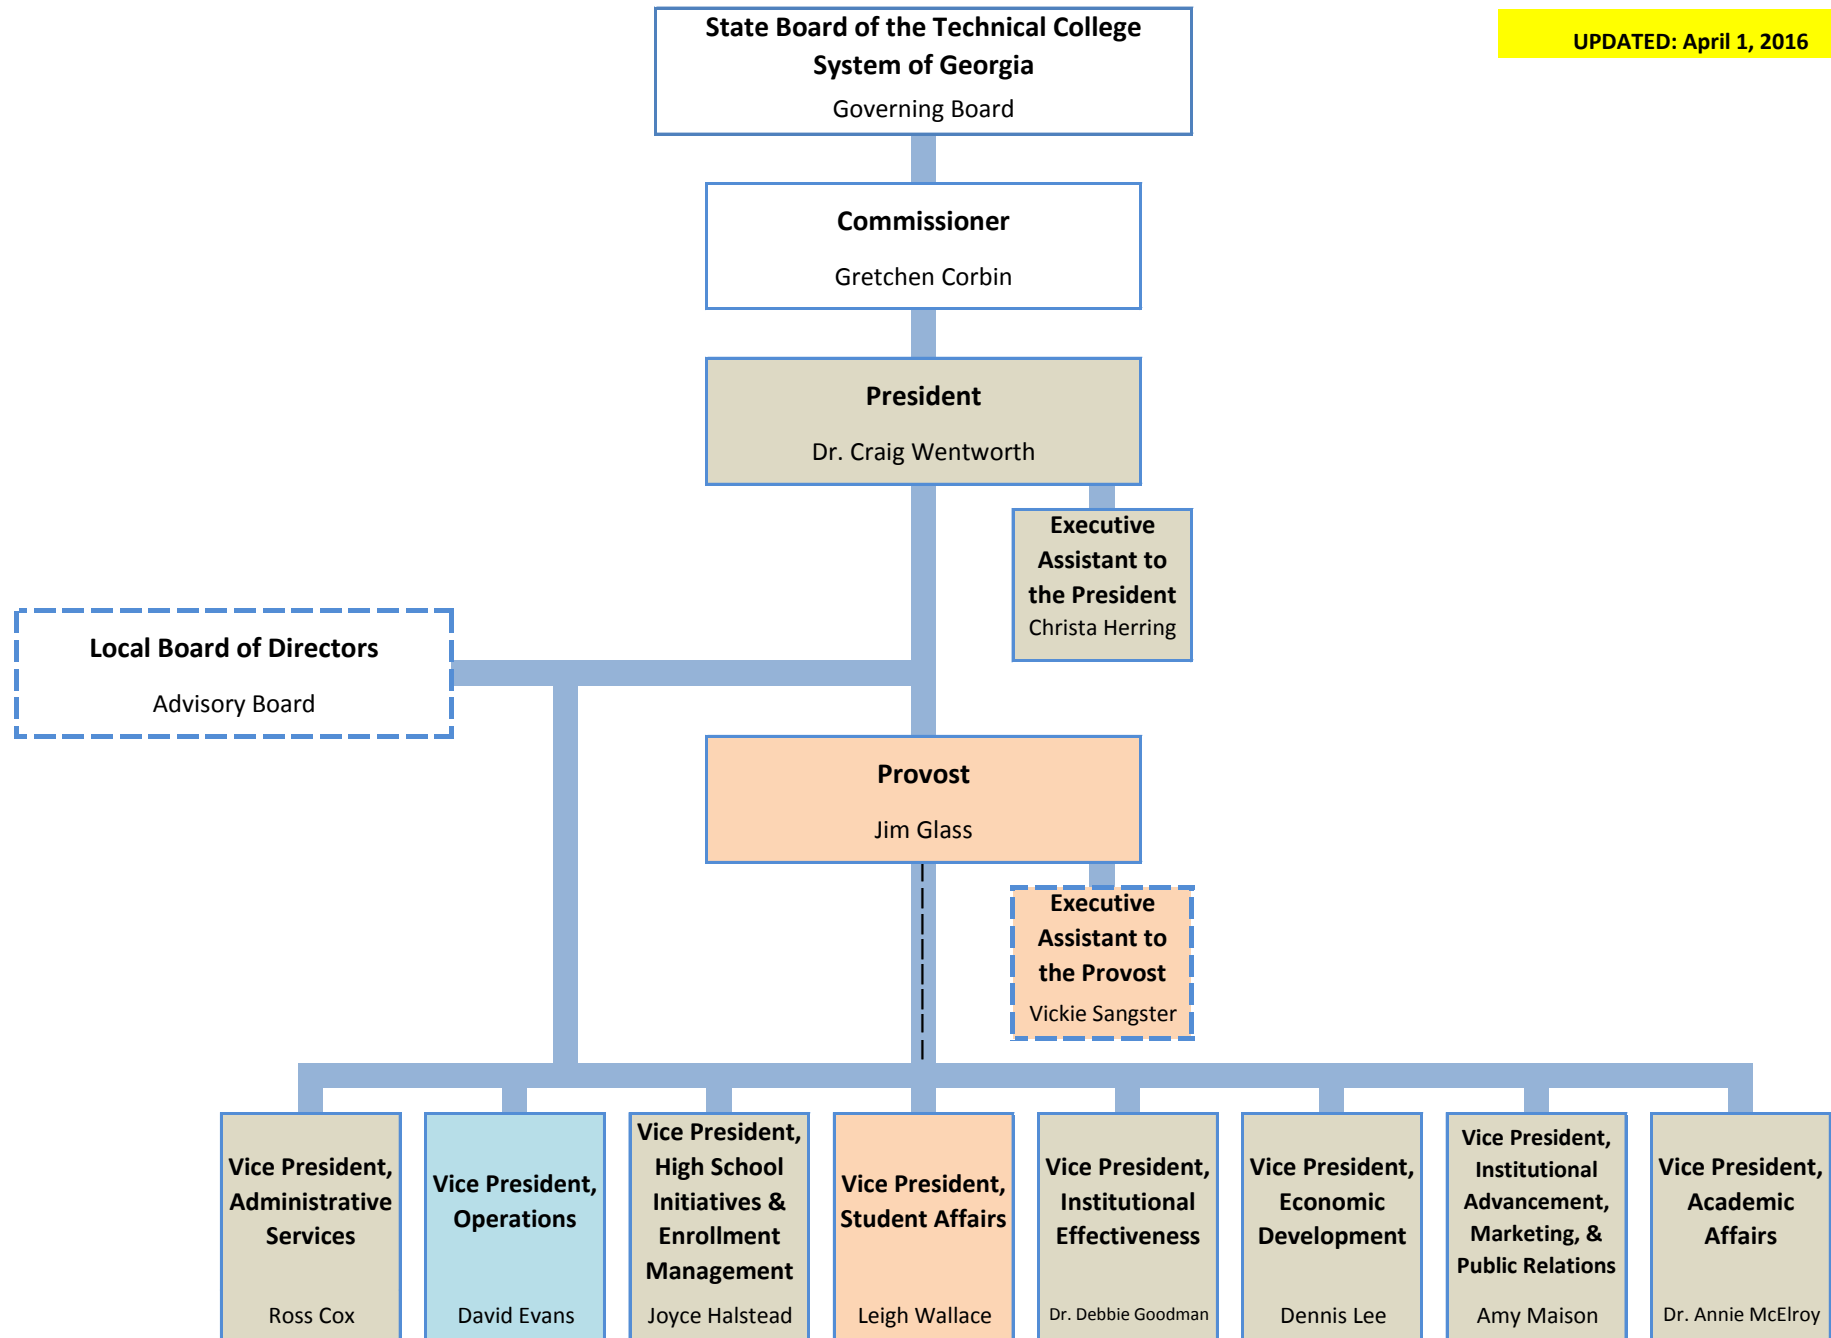 State Board of the Technical College
System of Georgia
Governing Board
UPDATED: April 1, 2016
Commissioner
Gretchen Corbin
President
Dr. Craig Wentworth
Executive
Assistant to
the President
Christa Herring
Local Board of Directors
Advisory Board
Provost
Jim Glass
Executive
Assistant to
the Provost
Vickie Sangster
Vice President,
Administrative
Services
Ross Cox
Vice President,
Operations
David Evans
Vice President,
High School
Initiatives &
Enrollment
Management
Joyce Halstead
Vice President,
Student Affairs
Leigh Wallace
Vice President,
Institutional
Effectiveness
Dr. Debbie Goodman
Vice President,
Economic
Development
Dennis Lee
Vice President,
Institutional
Advancement,
Marketing, &
Public Relations
Amy Maison
Vice President,
Academic
Affairs
Dr. Annie McElroy